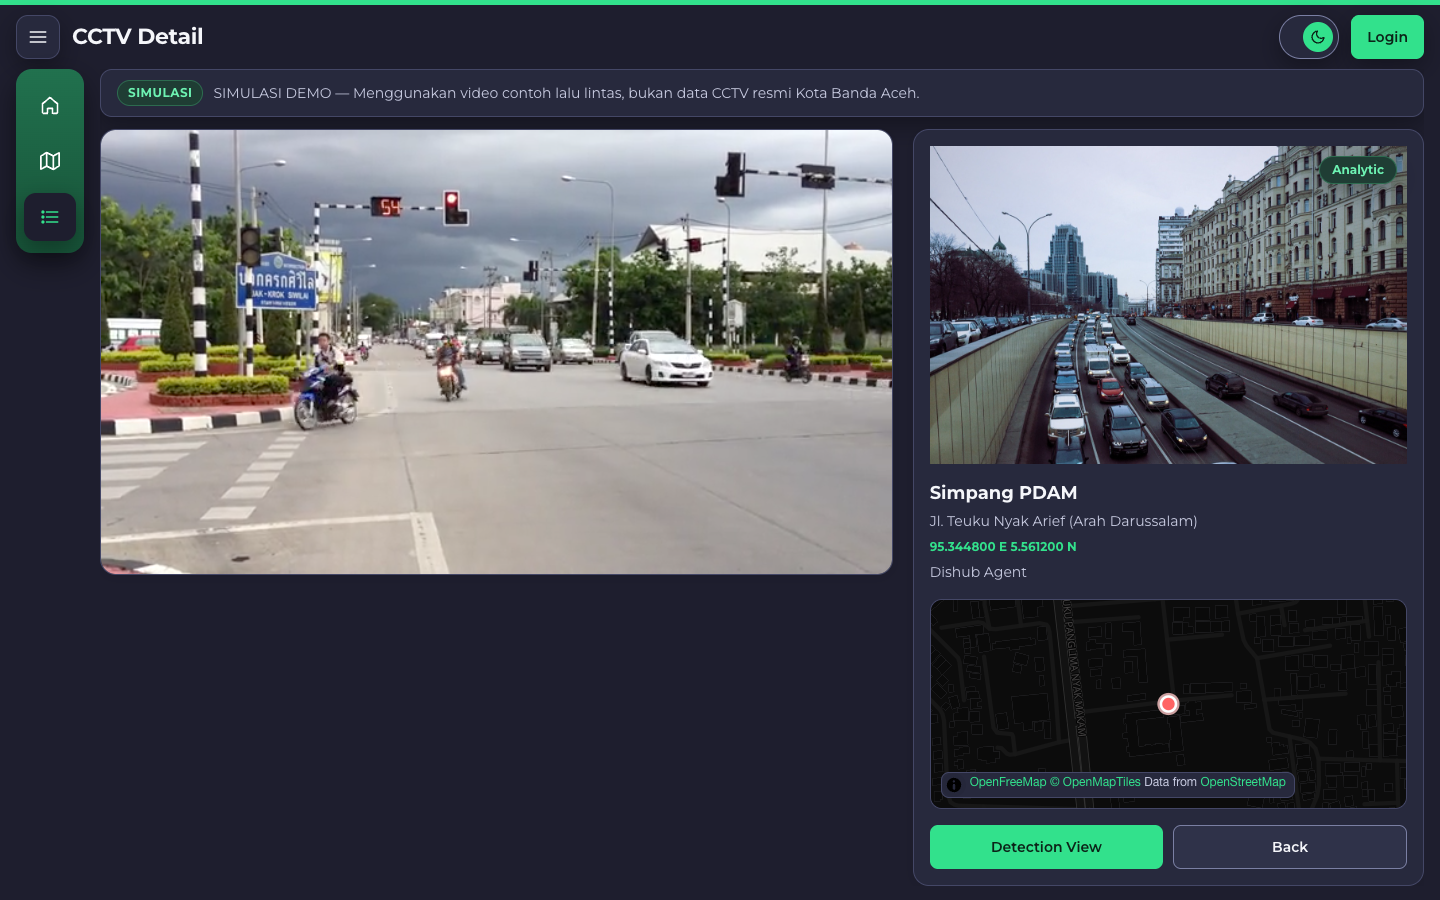 CCTV Detail
Login
SIMULASI
SIMULASI DEMO — Menggunakan video contoh lalu lintas, bukan data CCTV resmi Kota Banda Aceh.
54
Analytic
Simpang PDAM
Jl. Teuku Nyak Arief (Arah Darussalam)
95.344800 E 5.561200 N
Dishub Agent
NYAK MAKAM
OpenFreeMap © OpenMapTiles Data from OpenStreetMap
Detection View
Back